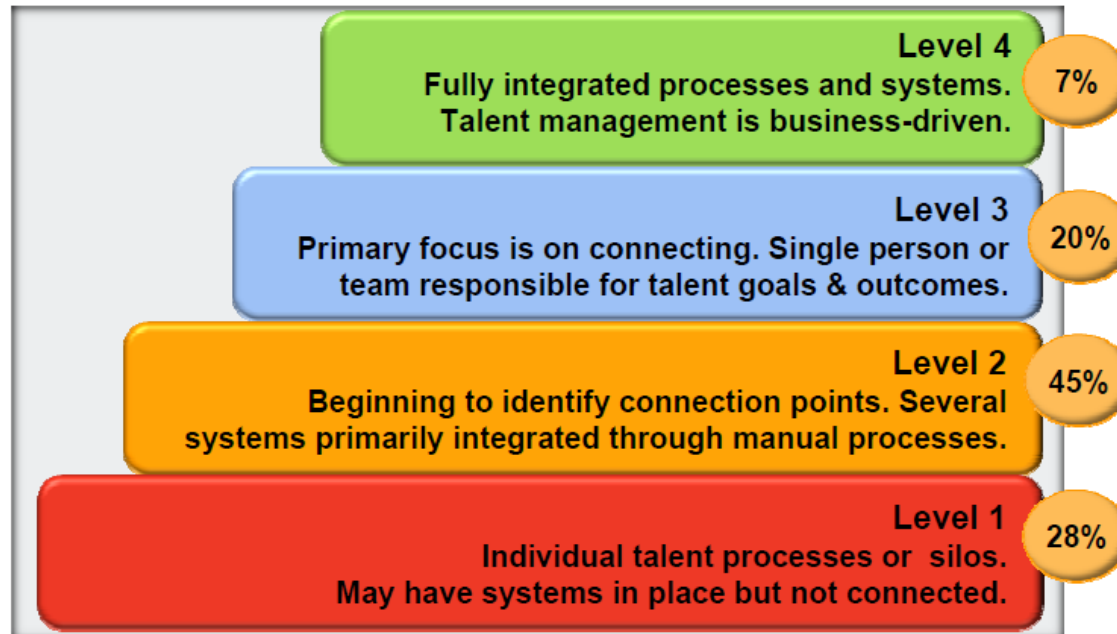 Level 4
Fully integrated processes and systems.
Talent management is business-driven.
7%
Level 3
Primary focus is on connecting. Single person or
team responsible for talent goals & outcomes.
20%
Level 2
Beginning to identify connection points. Several
systems primarily integrated through manual processes.
45%
Level 1
Individual talent processes or silos.
May have systems in place but not connected.
28%